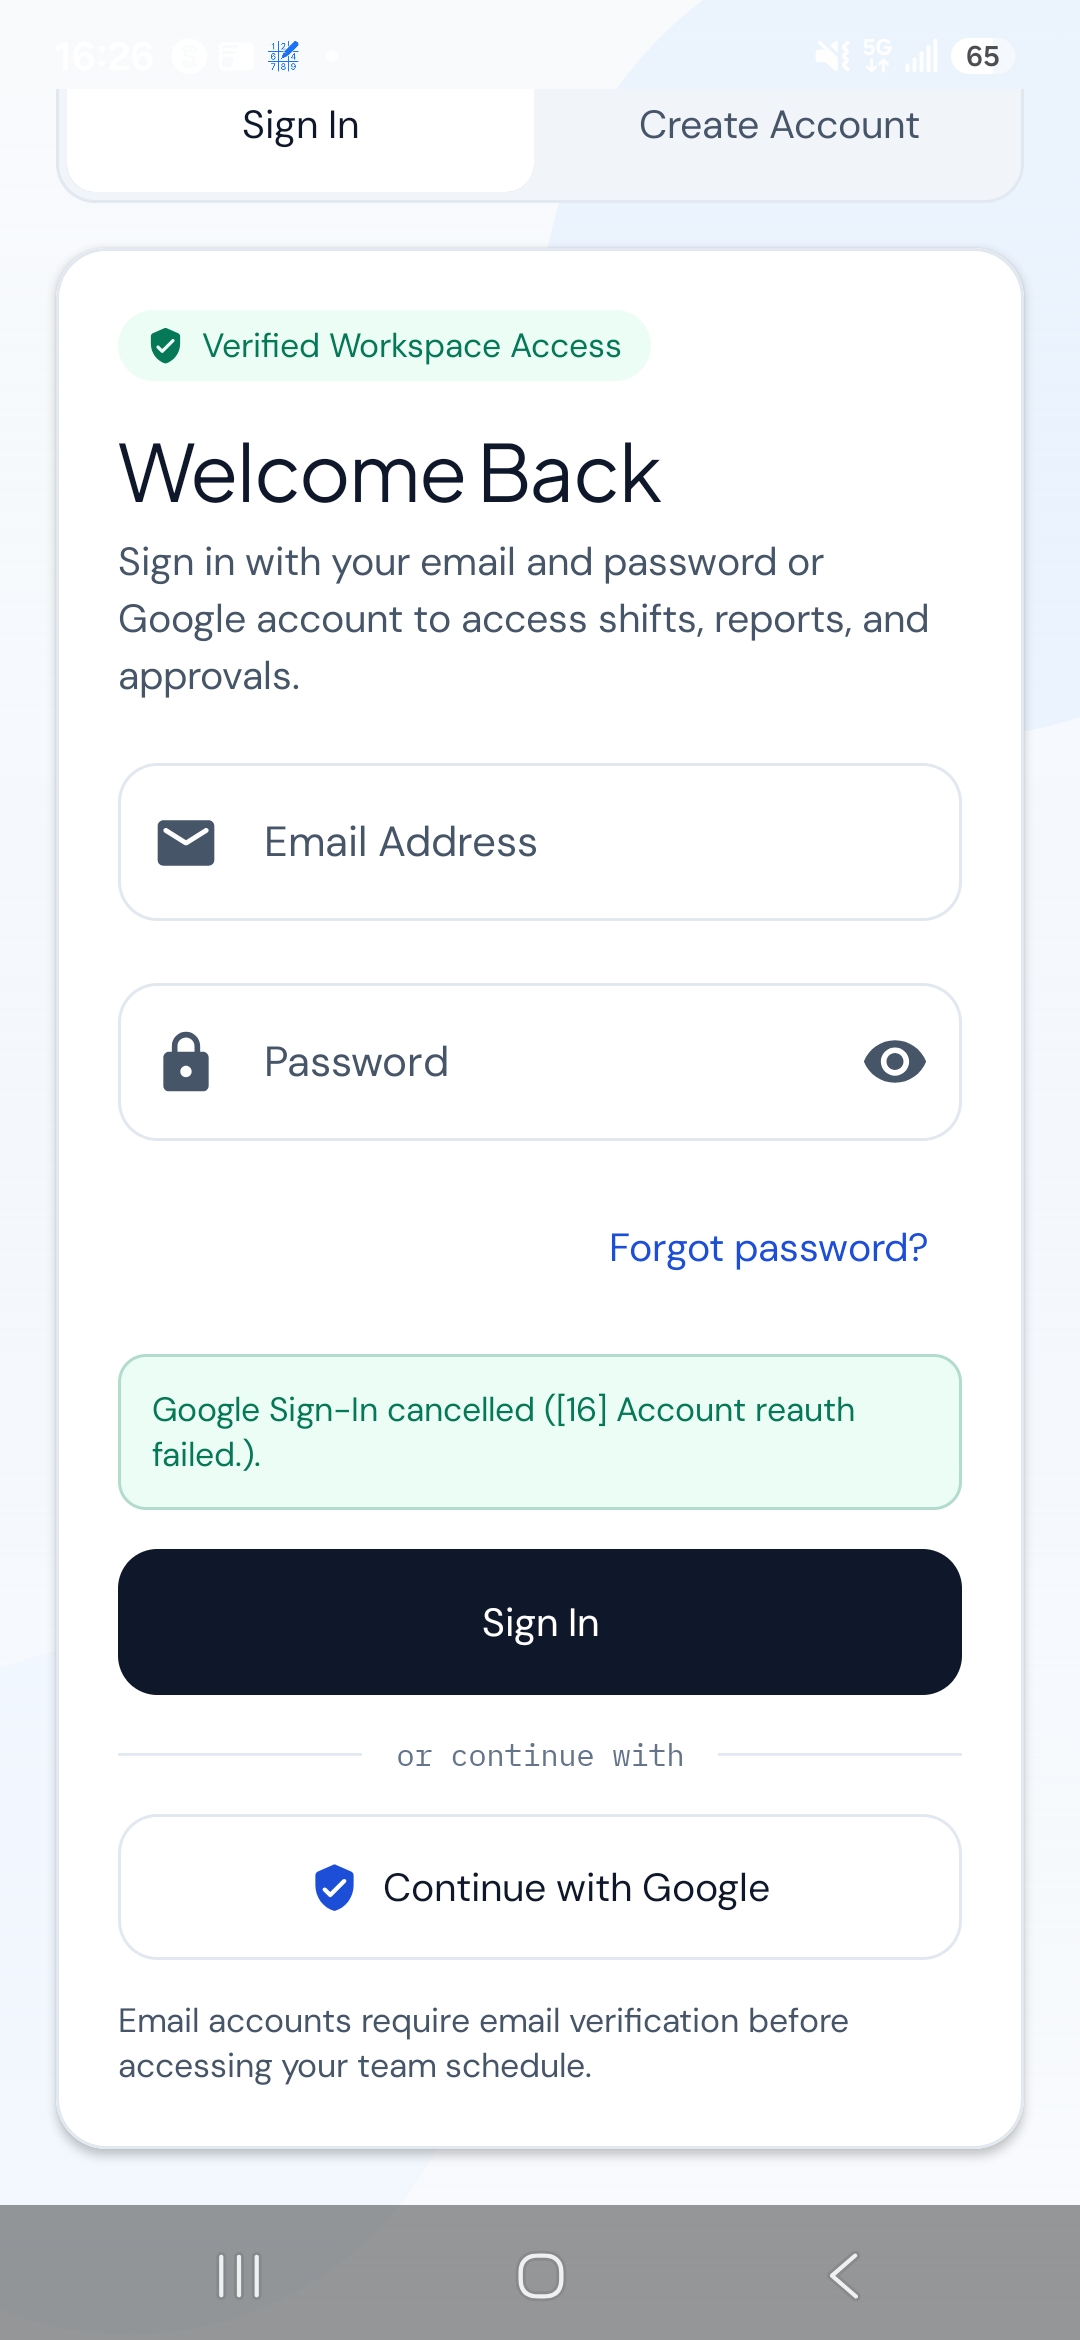 16:26
5G
65
Sign In
Create Account
Verified Workspace Access
Welcome Back
Sign in with your email and password or
Google account to access shifts, reports, and
approvals.
Email Address
Password
Forgot password?
Google Sign-In cancelled ([16] Account reauth
failed.).
Sign In
or continue with
Continue with Google
Email accounts require email verification before
accessing your team schedule.